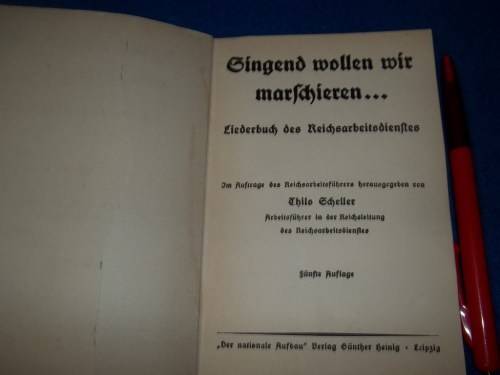 Singend wollen wir
marschieren...
Liederbuch des Reichsarbeitsdienstes
Im Auftrage des Reichsarbeitsführers herausgegeben von
Thilo Scheller
Arbeitsführer in der Reichsleitung
des Reichsarbeitsdienstes
Fünfte Auflage
„Der nationale Aufbau" Verlag Günther Heinig · Leipzig